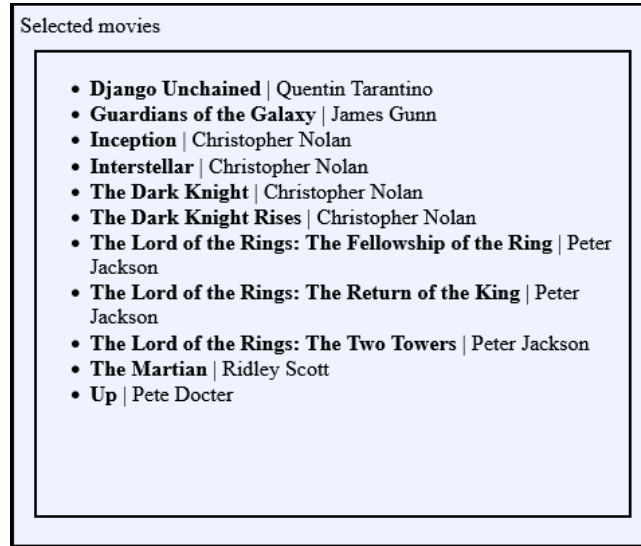 Selected movies
• Django Unchained | Quentin Tarantino
• Guardians of the Galaxy | James Gunn
• Inception | Christopher Nolan
• Interstellar | Christopher Nolan
• The Dark Knight | Christopher Nolan
• The Dark Knight Rises | Christopher Nolan
• The Lord of the Rings: The Fellowship of the Ring | Peter
Jackson
• The Lord of the Rings: The Return of the King | Peter
Jackson
• The Lord of the Rings: The Two Towers | Peter Jackson
• The Martian | Ridley Scott
• Up | Pete Docter